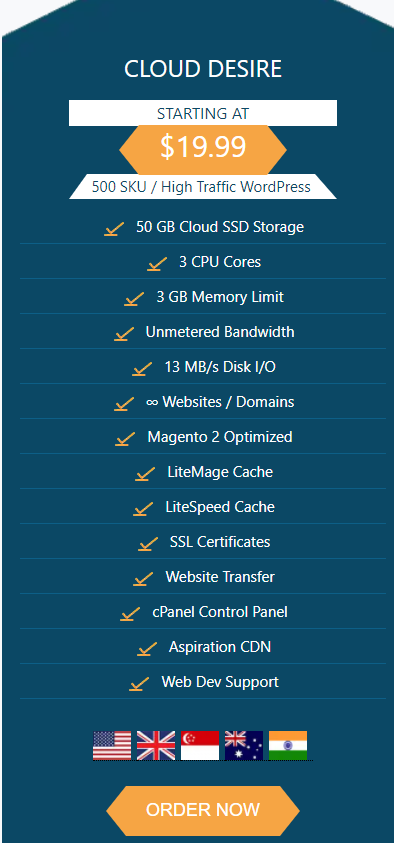 CLOUD DESIRE
STARTING AT
$19.99
500 SKU / High Traffic WordPress
50 GB Cloud SSD Storage
3 CPU Cores
3 GB Memory Limit
Unmetered Bandwidth
13 MB/s Disk I/O
∞ Websites / Domains
Magento 2 Optimized
LiteMage Cache
LiteSpeed Cache
SSL Certificates
Website Transfer
cPanel Control Panel
Aspiration CDN
Web Dev Support
ORDER NOW